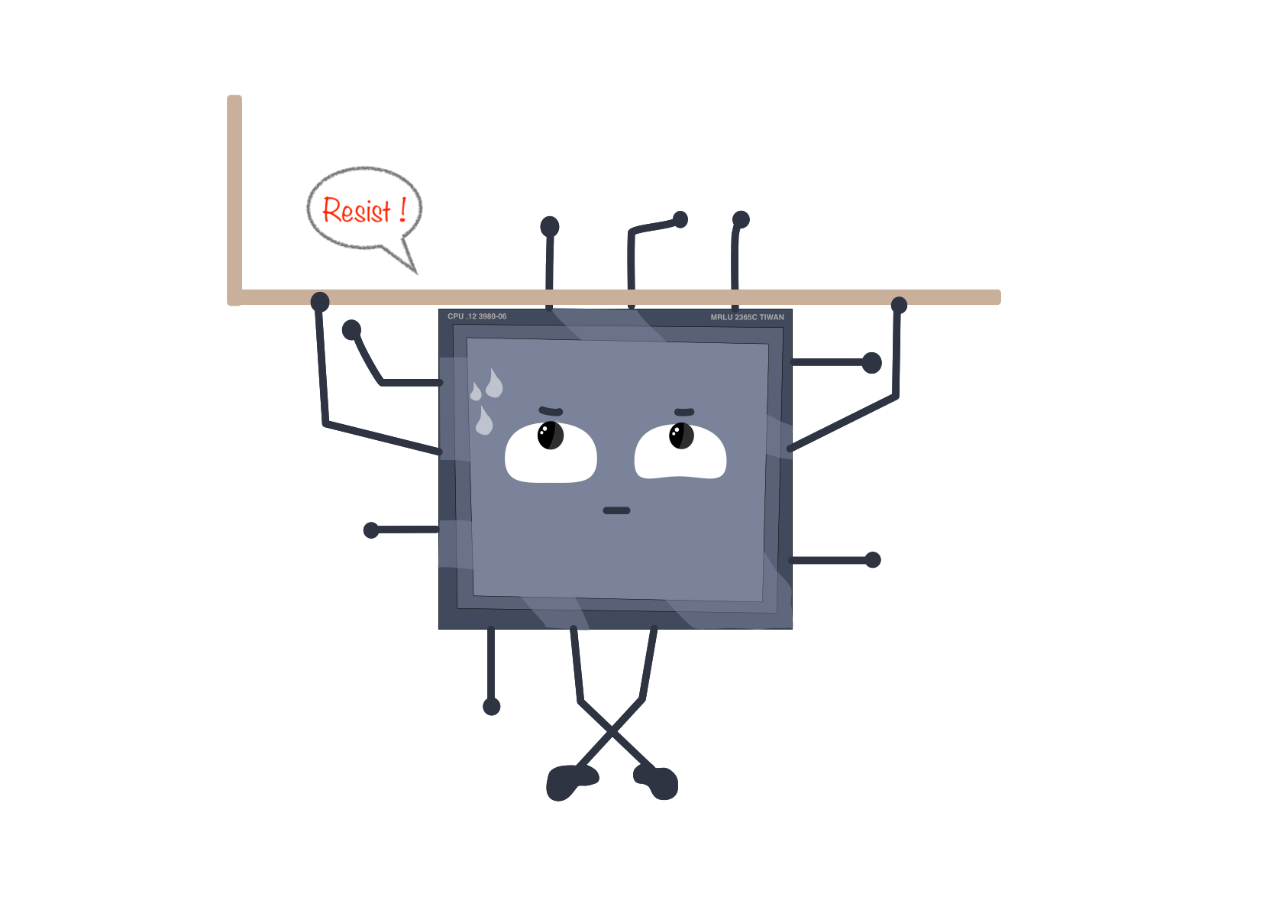 Resist !
CPU .12 3980-06
MRLU 2365C TIWAN